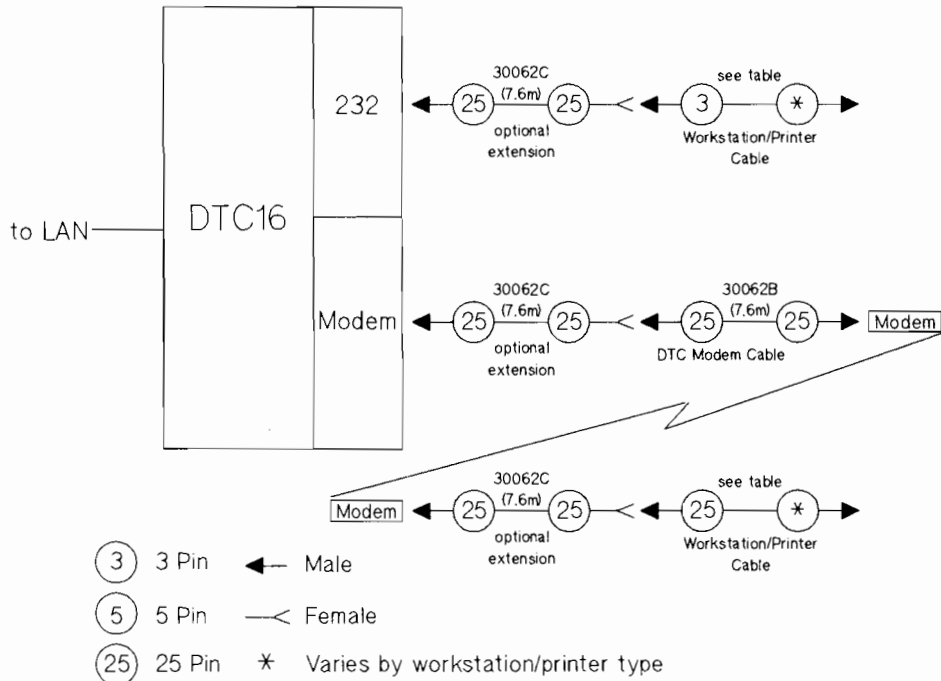 232
30062C
(7.6m)
25 25
optional
extension
see table
3 *
Workstation/Printer
Cable
to LAN
DTC16
Modem
30062C
(7.6m)
25 25
optional
extension
30062B
(7.6m)
25 25
DTC Modem Cable
Modem
Modem
30062C
(7.6m)
25 25
optional
extension
see table
25 *
Workstation/Printer
Cable
3 3 Pin Male
5 5 Pin Female
25 25 Pin * Varies by workstation/printer type